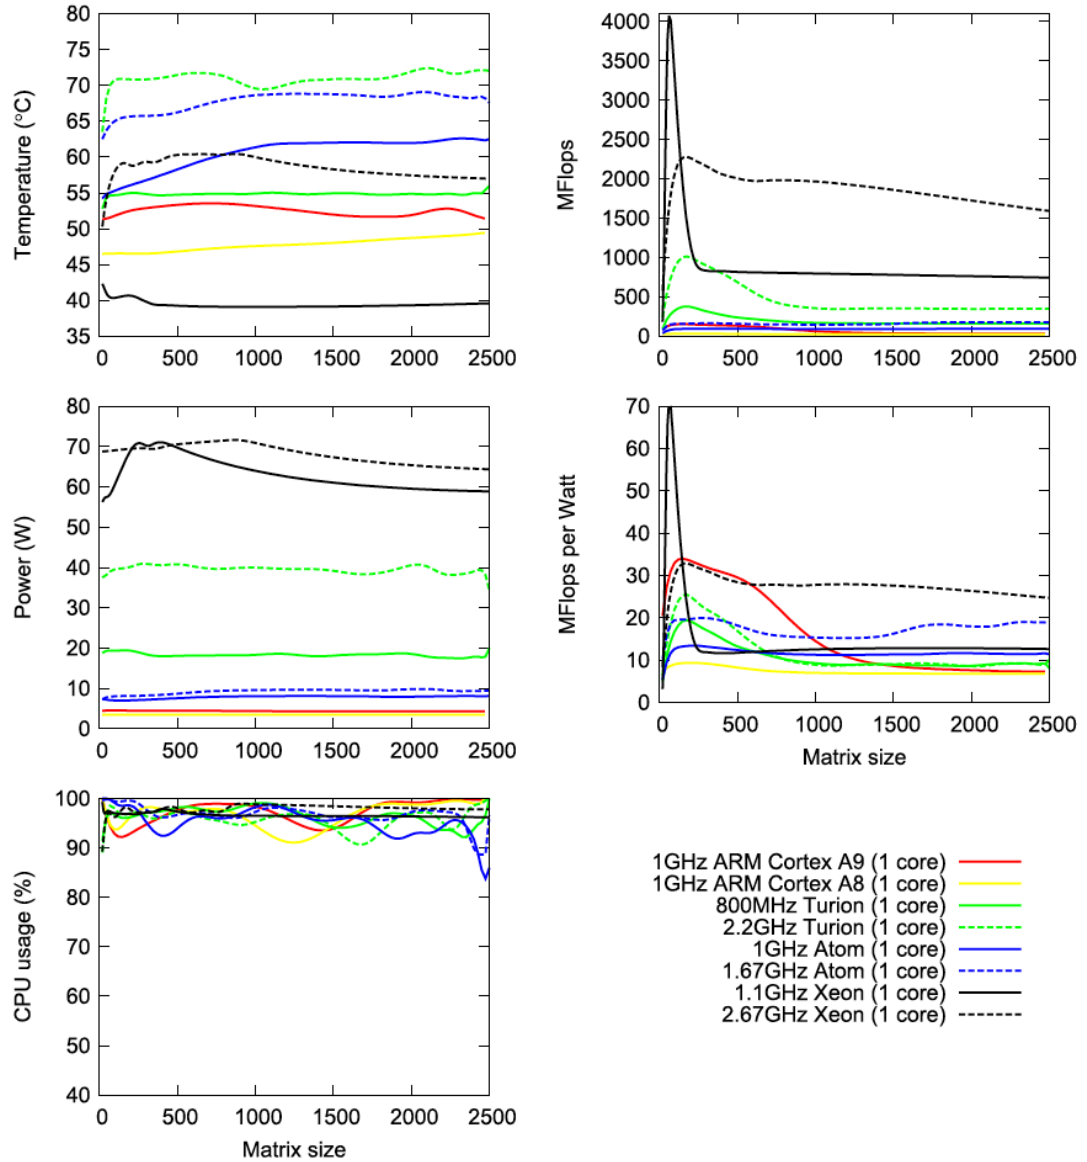 Temperature (°C)
80
75
70
65
60
55
50
45
40
35
0 500 1000 1500 2000 2500
MFlops
4000
3500
3000
2500
2000
1500
1000
500
0
0 500 1000 1500 2000 2500
Power (W)
80
70
60
50
40
30
20
10
0
0 500 1000 1500 2000 2500
MFlops per Watt
70
60
50
40
30
20
10
0
0 500 1000 1500 2000 2500
Matrix size
CPU usage (%)
100
90
80
70
60
50
40
0 500 1000 1500 2000 2500
Matrix size
1GHz ARM Cortex A9 (1 core)
1GHz ARM Cortex A8 (1 core)
800MHz Turion (1 core)
2.2GHz Turion (1 core)
1GHz Atom (1 core)
1.67GHz Atom (1 core)
1.1GHz Xeon (1 core)
2.67GHz Xeon (1 core)